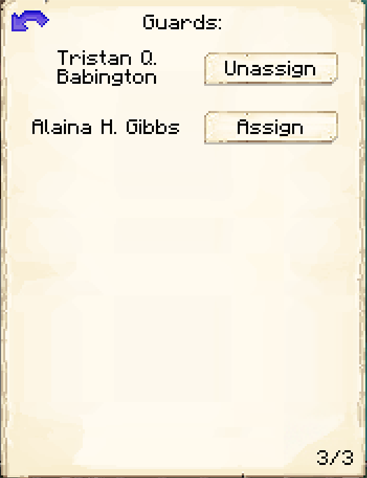 Guards:
Tristan O.
Babington
Unassign
Alaina H. Gibbs
Assign
3/3